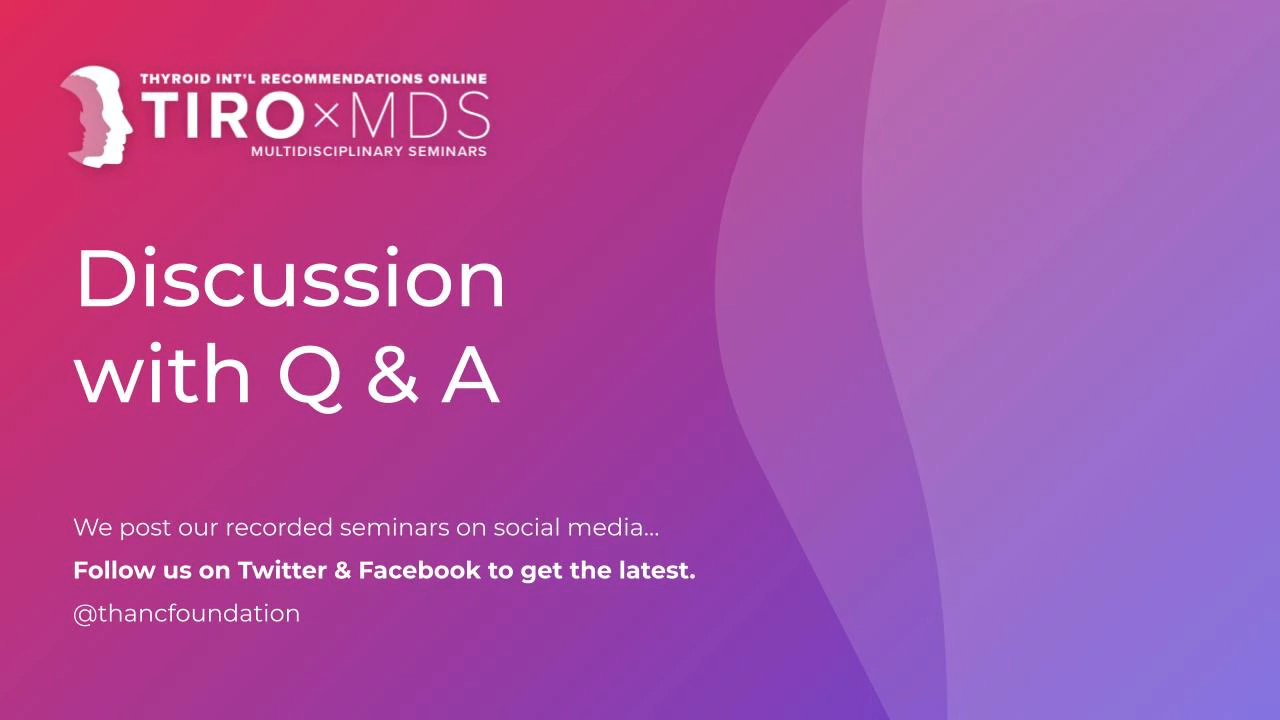 THYROID INT'L RECOMMENDATIONS ONLINE
TIRO×MDS
MULTIDISCIPLINARY SEMINARS
Discussion
with Q & A
We post our recorded seminars on social media...
Follow us on Twitter & Facebook to get the latest.
@thancfoundation